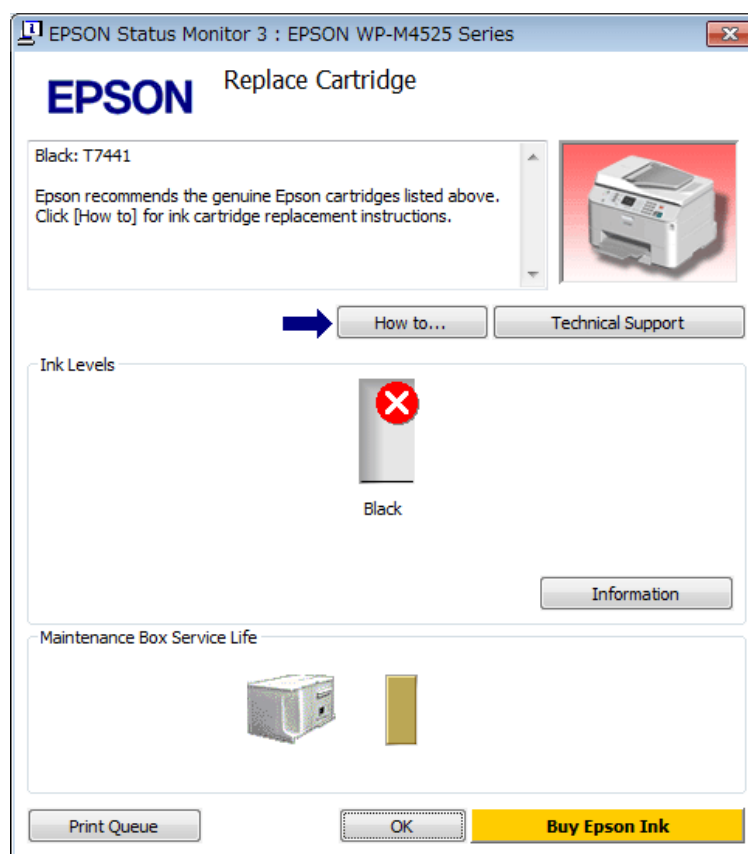 EPSON Status Monitor 3 : EPSON WP-M4525 Series
EPSON
Replace Cartridge
Black: T7441
Epson recommends the genuine Epson cartridges listed above.
Click [How to] for ink cartridge replacement instructions.
How to...
Technical Support
Ink Levels
Black
Information
Maintenance Box Service Life
Print Queue
OK
Buy Epson Ink